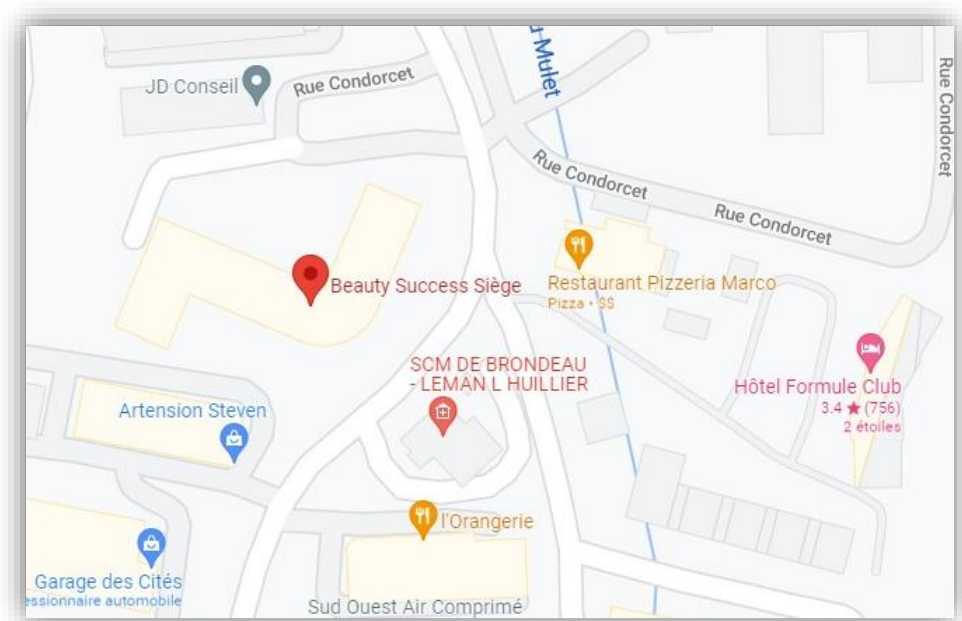 u Mulet
JD Conseil
Rue Condorcet
Rue Condorcet
Rue Condorcet
Rue Condorcet
Beauty Success Siège
Restaurant Pizzeria Marco
Pizza • $$
SCM DE BRONDEAU
- LEMAN L HUILLIER
Hôtel Formule Club
3.4 ★ (756)
2 étoiles
Artension Steven
l'Orangerie
Garage des Cités
essionnaire automobile
Sud Ouest Air Comprimé